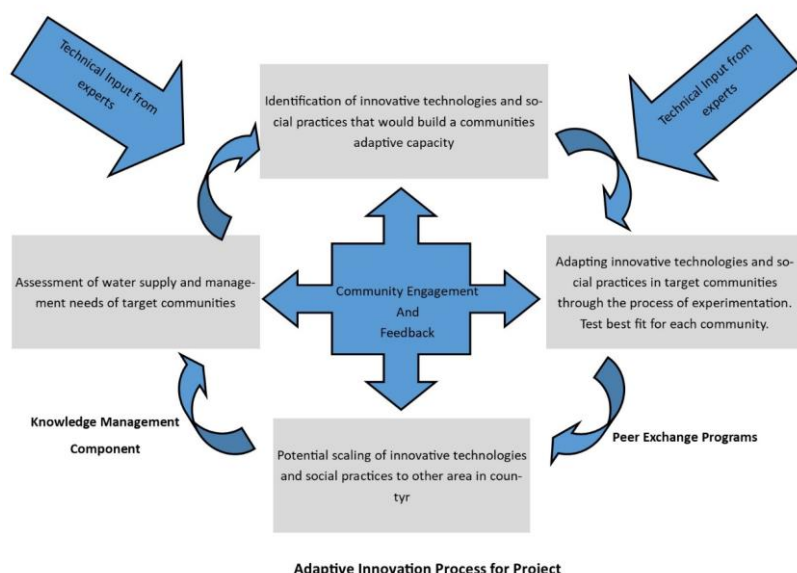 Technical Input from
experts
Technical Input from
experts
Identification of innovative technologies and so-
cial practices that would build a communities
adaptive capacity
Assessment of water supply and manage-
ment needs of target communities
Community Engagement
And
Feedback
Adapting innovative technologies and so-
cial practices in target communities
through the process of experimentation.
Test best fit for each community.
Knowledge Management
Component
Peer Exchange Programs
Potential scaling of innovative technologies
and social practices to other area in coun-
tyr
Adaptive Innovation Process for Project